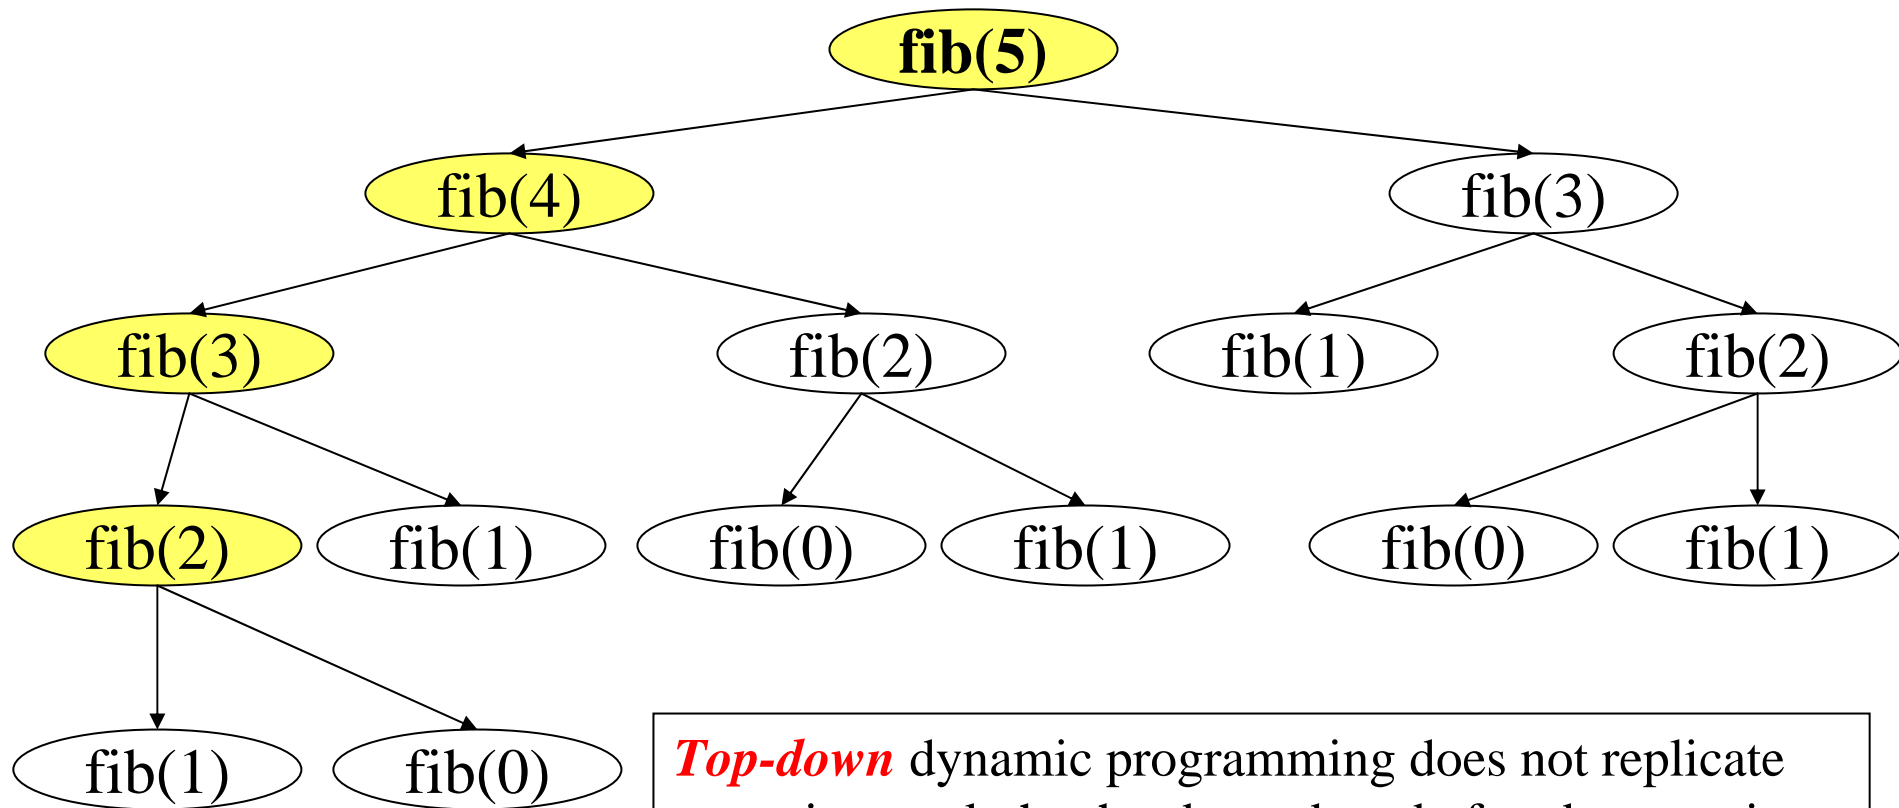 fib(5)
fib(4) fib(3)
fib(3) fib(2) fib(1) fib(2)
fib(2) fib(1) fib(0) fib(1) fib(0) fib(1)
fib(1) fib(0)
Top-down dynamic programming does not replicate